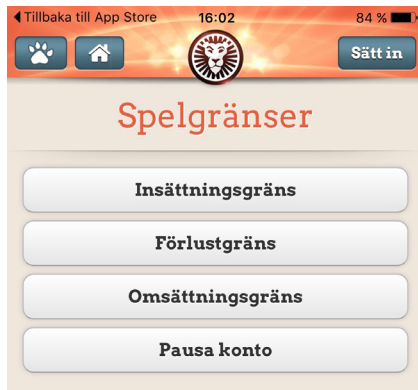 Tillbaka till App Store 16:02 84 %
Sätt in
Spelgränser
Insättningsgräns
Förlustgräns
Omsättningsgräns
Pausa konto